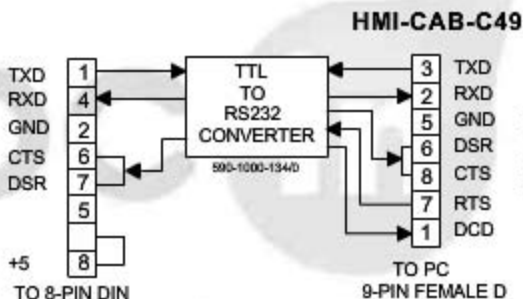 HMI-CAB-C49
TXD 1
RXD 4
GND 2
CTS 6
DSR 7
5
+5 8
TO 8-PIN DIN
TTL
TO
RS232
CONVERTER
590-1000-134/0
3 TXD
2 RXD
5 GND
6 DSR
8 CTS
7 RTS
1 DCD
TO PC
9-PIN FEMALE D